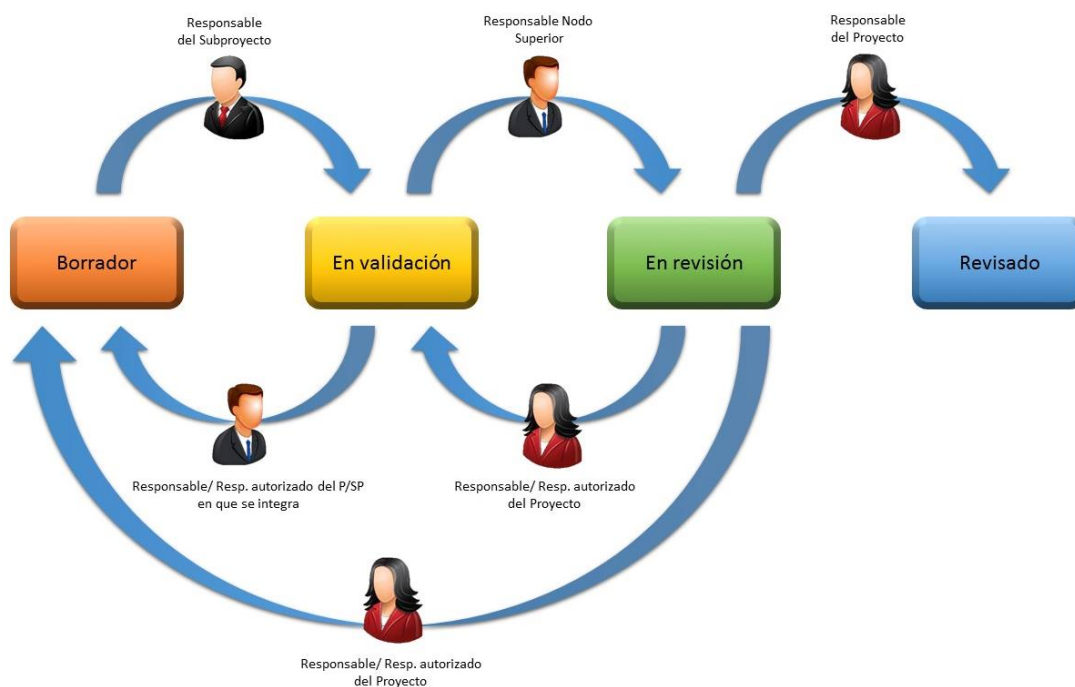 Responsable
del Subproyecto
Responsable Nodo
Superior
Responsable
del Proyecto
Borrador
En validación
En revisión
Revisado
Responsable/ Resp. autorizado del P/SP
en que se integra
Responsable/ Resp. autorizado
del Proyecto
Responsable/ Resp. autorizado
del Proyecto